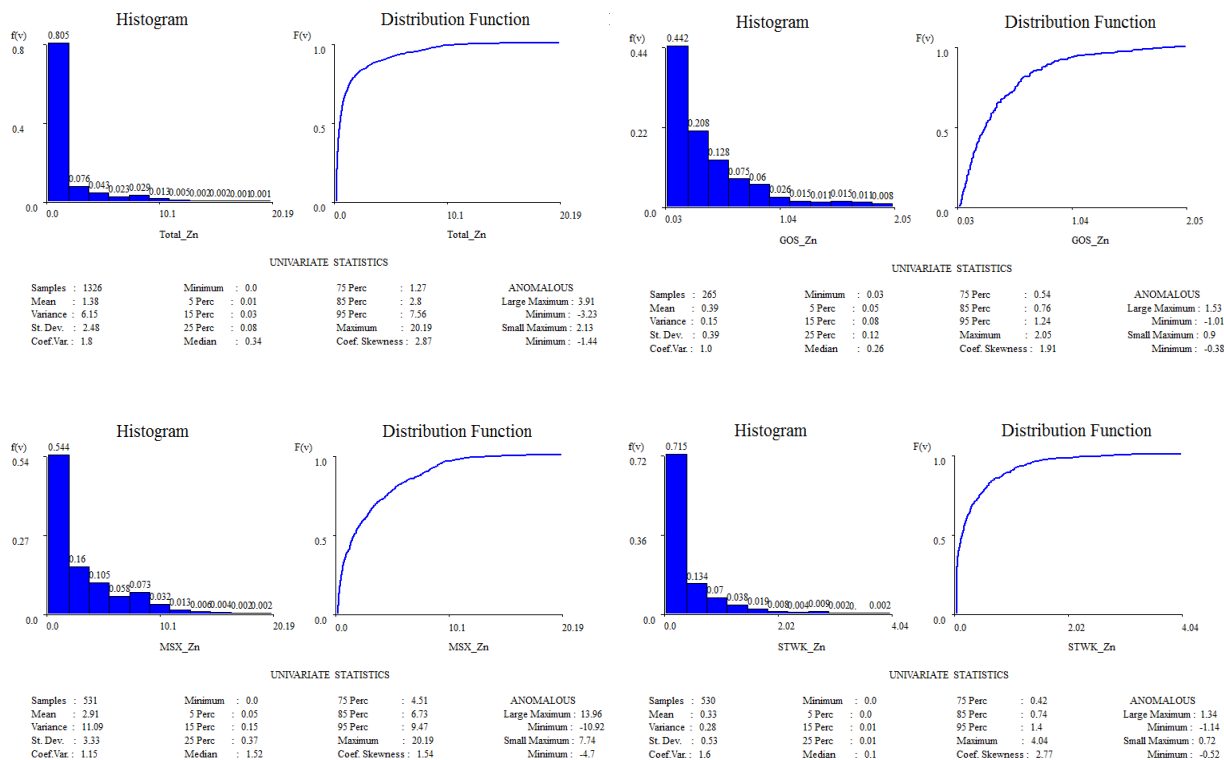 Histogram
f(v)
0.805
0.8
0.4
0.0
0.076
0.043
0.023
0.029
0.013
0.005
0.002
0.002
0.001
0.001
0.0 10.1 20.19
Total_Zn
Distribution Function
F(v)
1.0
0.5
0.0
0.0 10.1 20.19
Total_Zn
UNIVARIATE STATISTICS
Samples : 1326 Minimum : 0.0 75 Perc : 1.27 ANOMALOUS
Mean : 1.38 5 Perc : 0.01 85 Perc : 2.8 Large Maximum : 3.91
Variance : 6.15 15 Perc : 0.03 95 Perc : 7.56 Minimum : -3.23
St. Dev. : 2.48 25 Perc : 0.08 Maximum : 20.19 Small Maximum : 2.13
Coef.Var. : 1.8 Median : 0.34 Coef. Skewness : 2.87 Minimum : -1.44
Histogram
f(v)
0.442
0.44
0.22
0.0
0.208
0.128
0.075
0.06
0.026
0.015
0.011
0.015
0.011
0.008
0.03 1.04 2.05
GOS_Zn
Distribution Function
F(v)
1.0
0.5
0.0
0.03 1.04 2.05
GOS_Zn
UNIVARIATE STATISTICS
Samples : 265 Minimum : 0.03 75 Perc : 0.54 ANOMALOUS
Mean : 0.39 5 Perc : 0.05 85 Perc : 0.76 Large Maximum : 1.53
Variance : 0.15 15 Perc : 0.08 95 Perc : 1.24 Minimum : -1.01
St. Dev. : 0.39 25 Perc : 0.12 Maximum : 2.05 Small Maximum : 0.9
Coef.Var. : 1.0 Median : 0.26 Coef. Skewness : 1.91 Minimum : -0.38
Histogram
f(v)
0.544
0.54
0.27
0.0
0.16
0.105
0.058
0.073
0.032
0.013
0.006
0.004
0.002
0.002
0.0 10.1 20.19
MSX_Zn
Distribution Function
F(v)
1.0
0.5
0.0
0.0 10.1 20.19
MSX_Zn
UNIVARIATE STATISTICS
Samples : 531 Minimum : 0.0 75 Perc : 4.51 ANOMALOUS
Mean : 2.91 5 Perc : 0.05 85 Perc : 6.73 Large Maximum : 13.96
Variance : 11.09 15 Perc : 0.15 95 Perc : 9.47 Minimum : -10.92
St. Dev. : 3.33 25 Perc : 0.37 Maximum : 20.19 Small Maximum : 7.74
Coef.Var. : 1.15 Median : 1.52 Coef. Skewness : 1.54 Minimum : -4.7
Histogram
f(v)
0.715
0.72
0.36
0.0
0.134
0.07
0.038
0.019
0.008
0.004
0.009
0.002
0.002
0.0 2.02 4.04
STWK_Zn
Distribution Function
F(v)
1.0
0.5
0.0
0.0 2.02 4.04
STWK_Zn
UNIVARIATE STATISTICS
Samples : 530 Minimum : 0.0 75 Perc : 0.42 ANOMALOUS
Mean : 0.33 5 Perc : 0.0 85 Perc : 0.74 Large Maximum : 1.34
Variance : 0.28 15 Perc : 0.01 95 Perc : 1.4 Minimum : -1.14
St. Dev. : 0.53 25 Perc : 0.01 Maximum : 4.04 Small Maximum : 0.72
Coef.Var. : 1.6 Median : 0.1 Coef. Skewness : 2.77 Minimum : -0.52